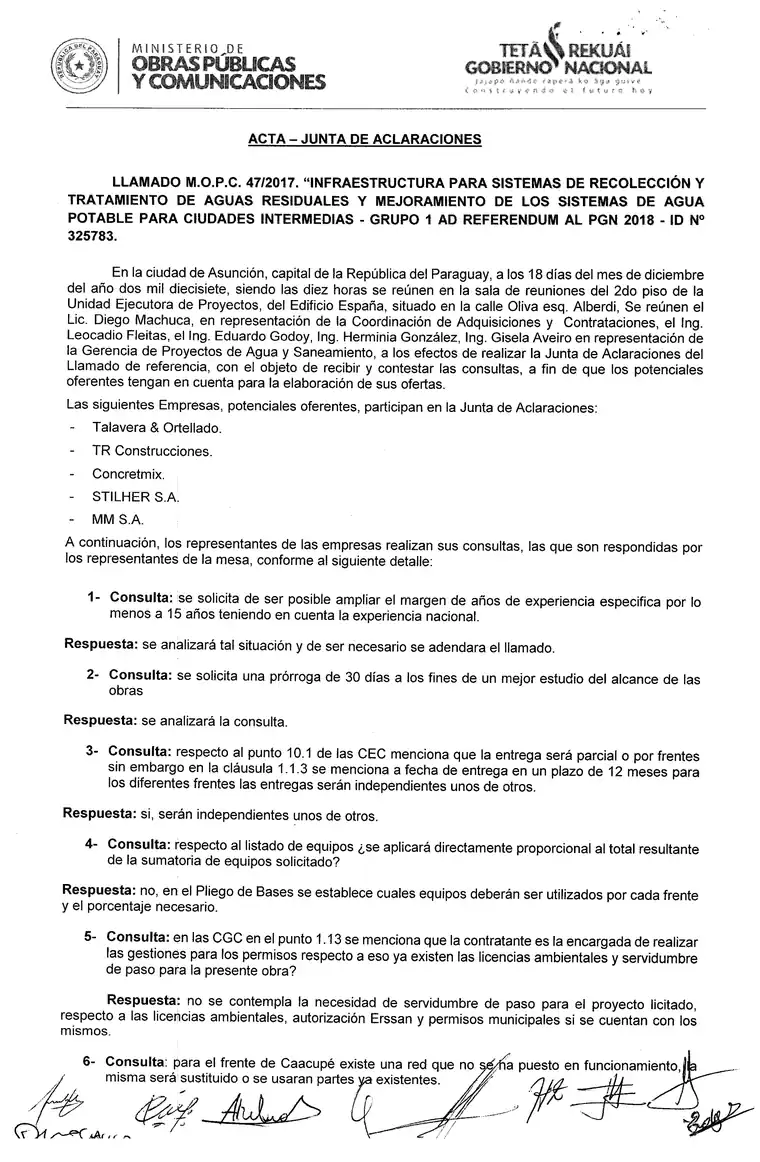 MINISTERIO DE
OBRAS PÚBLICAS
Y COMUNICACIONES
TETÃ REKUÁI
GOBIERNO NACIONAL
Jajapo ñande raperã ko ãga guive
Construyendo el futuro hoy
ACTA – JUNTA DE ACLARACIONES
LLAMADO M.O.P.C. 47/2017. “INFRAESTRUCTURA PARA SISTEMAS DE RECOLECCIÓN Y
TRATAMIENTO DE AGUAS RESIDUALES Y MEJORAMIENTO DE LOS SISTEMAS DE AGUA
POTABLE PARA CIUDADES INTERMEDIAS - GRUPO 1 AD REFERENDUM AL PGN 2018 - ID Nº
325783.
En la ciudad de Asunción, capital de la República del Paraguay, a los 18 días del mes de diciembre
del año dos mil diecisiete, siendo las diez horas se reúnen en la sala de reuniones del 2do piso de la
Unidad Ejecutora de Proyectos, del Edificio España, situado en la calle Oliva esq. Alberdi, Se reúnen el
Lic. Diego Machuca, en representación de la Coordinación de Adquisiciones y Contrataciones, el Ing.
Leocadio Fleitas, el Ing. Eduardo Godoy, Ing. Herminia González, Ing. Gisela Aveiro en representación de
la Gerencia de Proyectos de Agua y Saneamiento, a los efectos de realizar la Junta de Aclaraciones del
Llamado de referencia, con el objeto de recibir y contestar las consultas, a fin de que los potenciales
oferentes tengan en cuenta para la elaboración de sus ofertas.
Las siguientes Empresas, potenciales oferentes, participan en la Junta de Aclaraciones:
- Talavera & Ortellado.
- TR Construcciones.
- Concretmix.
- STILHER S.A.
- MM S.A.
A continuación, los representantes de las empresas realizan sus consultas, las que son respondidas por
los representantes de la mesa, conforme al siguiente detalle:
1- Consulta: se solicita de ser posible ampliar el margen de años de experiencia especifica por lo
menos a 15 años teniendo en cuenta la experiencia nacional.
Respuesta: se analizará tal situación y de ser necesario se adendara el llamado.
2- Consulta: se solicita una prórroga de 30 días a los fines de un mejor estudio del alcance de las
obras
Respuesta: se analizará la consulta.
3- Consulta: respecto al punto 10.1 de las CEC menciona que la entrega será parcial o por frentes
sin embargo en la cláusula 1.1.3 se menciona a fecha de entrega en un plazo de 12 meses para
los diferentes frentes las entregas serán independientes unos de otros.
Respuesta: si, serán independientes unos de otros.
4- Consulta: respecto al listado de equipos ¿se aplicará directamente proporcional al total resultante
de la sumatoria de equipos solicitado?
Respuesta: no, en el Pliego de Bases se establece cuales equipos deberán ser utilizados por cada frente
y el porcentaje necesario.
5- Consulta: en las CGC en el punto 1.13 se menciona que la contratante es la encargada de realizar
las gestiones para los permisos respecto a eso ya existen las licencias ambientales y servidumbre
de paso para la presente obra?
Respuesta: no se contempla la necesidad de servidumbre de paso para el proyecto licitado,
respecto a las licencias ambientales, autorización Erssan y permisos municipales si se cuentan con los
mismos.
6- Consulta: para el frente de Caacupé existe una red que no se ha puesto en funcionamiento, la
misma será sustituido o se usaran partes ya existentes.